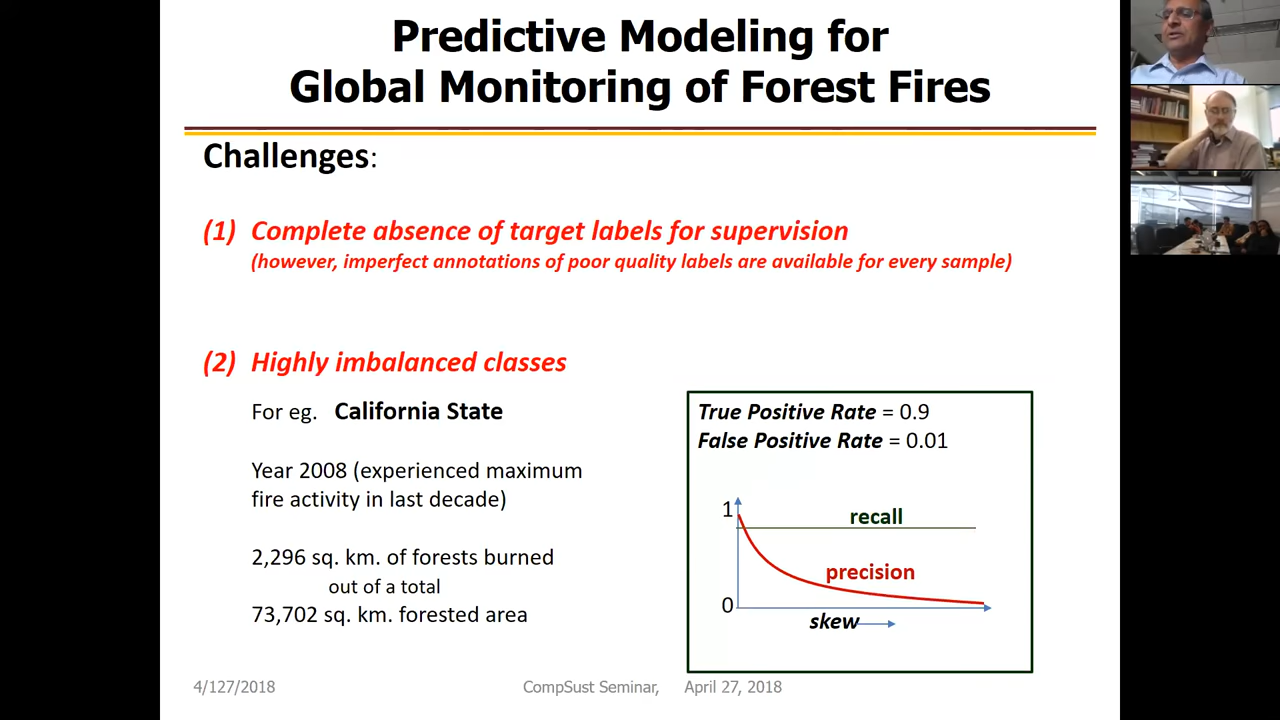 Predictive Modeling for
Global Monitoring of Forest Fires
Challenges:
(1) Complete absence of target labels for supervision
(however, imperfect annotations of poor quality labels are available for every sample)
(2) Highly imbalanced classes
For eg. California State
Year 2008 (experienced maximum
fire activity in last decade)
2,296 sq. km. of forests burned
out of a total
73,702 sq. km. forested area
True Positive Rate = 0.9
False Positive Rate = 0.01
1
recall
precision
0
skew
4/127/2018
CompSust Seminar, April 27, 2018